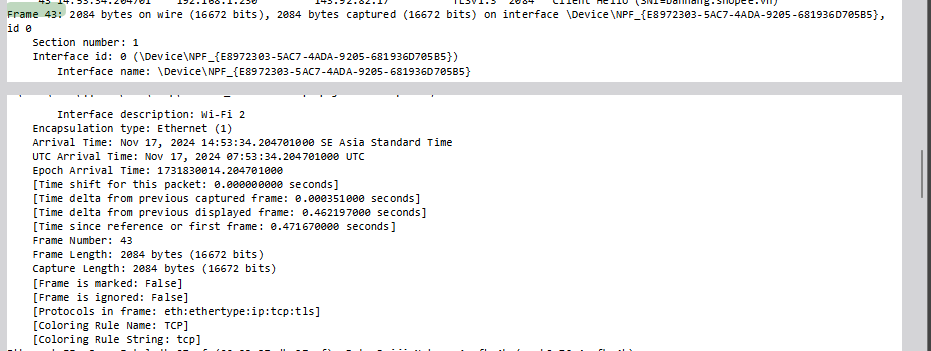 43 14:53:34.204701 192.168.1.230 143.92.82.17 TLSv1.3 2084 Client Hello (SNI=banhang.shopee.vn)
Frame 43: 2084 bytes on wire (16672 bits), 2084 bytes captured (16672 bits) on interface \Device\NPF_{E8972303-5AC7-4ADA-9205-681936D705B5},
id 0
Section number: 1
Interface id: 0 (\Device\NPF_{E8972303-5AC7-4ADA-9205-681936D705B5})
Interface name: \Device\NPF_{E8972303-5AC7-4ADA-9205-681936D705B5}
Interface description: Wi-Fi 2
Encapsulation type: Ethernet (1)
Arrival Time: Nov 17, 2024 14:53:34.204701000 SE Asia Standard Time
UTC Arrival Time: Nov 17, 2024 07:53:34.204701000 UTC
Epoch Arrival Time: 1731830014.204701000
[Time shift for this packet: 0.000000000 seconds]
[Time delta from previous captured frame: 0.000351000 seconds]
[Time delta from previous displayed frame: 0.462197000 seconds]
[Time since reference or first frame: 0.471670000 seconds]
Frame Number: 43
Frame Length: 2084 bytes (16672 bits)
Capture Length: 2084 bytes (16672 bits)
[Frame is marked: False]
[Frame is ignored: False]
[Protocols in frame: eth:ethertype:ip:tcp:tls]
[Coloring Rule Name: TCP]
[Coloring Rule String: tcp]